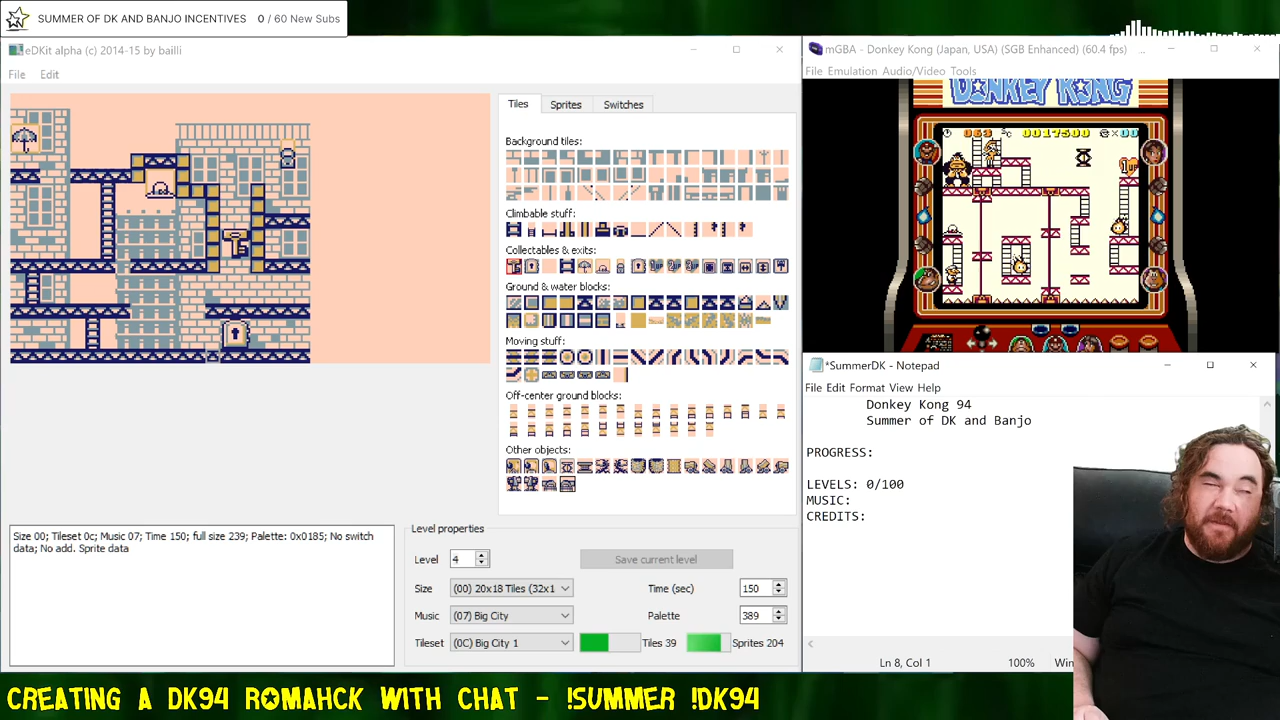 SUMMER OF DK AND BANJO INCENTIVES 0 / 60 New Subs
eDKit alpha (c) 2014-15 by bailli
File Edit
Tiles Sprites Switches
Background tiles:
Climbable stuff:
Collectables & exits:
Ground & water blocks:
Moving stuff:
Off-center ground blocks:
Other objects:
Size 00; Tileset 0c; Music 07; Time 150; full size 239; Palette: 0x0185; No switch
data; No add. Sprite data
Level properties
Level 4 Save current level
Size (00) 20x18 Tiles (32x1 Time (sec) 150
Music (07) Big City Palette 389
Tileset (0C) Big City 1 Tiles 39 Sprites 204
mGBA - Donkey Kong (Japan, USA) (SGB Enhanced) (60.4 fps) ...
File Emulation Audio/Video Tools
DONKEY KONG
063 0017500 ×00
*SummerDK - Notepad
File Edit Format View Help
Donkey Kong 94
Summer of DK and Banjo
PROGRESS:
LEVELS: 0/100
MUSIC:
CREDITS:
Ln 8, Col 1 100% Win
CREATING A DK94 ROMAHCK WITH CHAT - !SUMMER !DK94